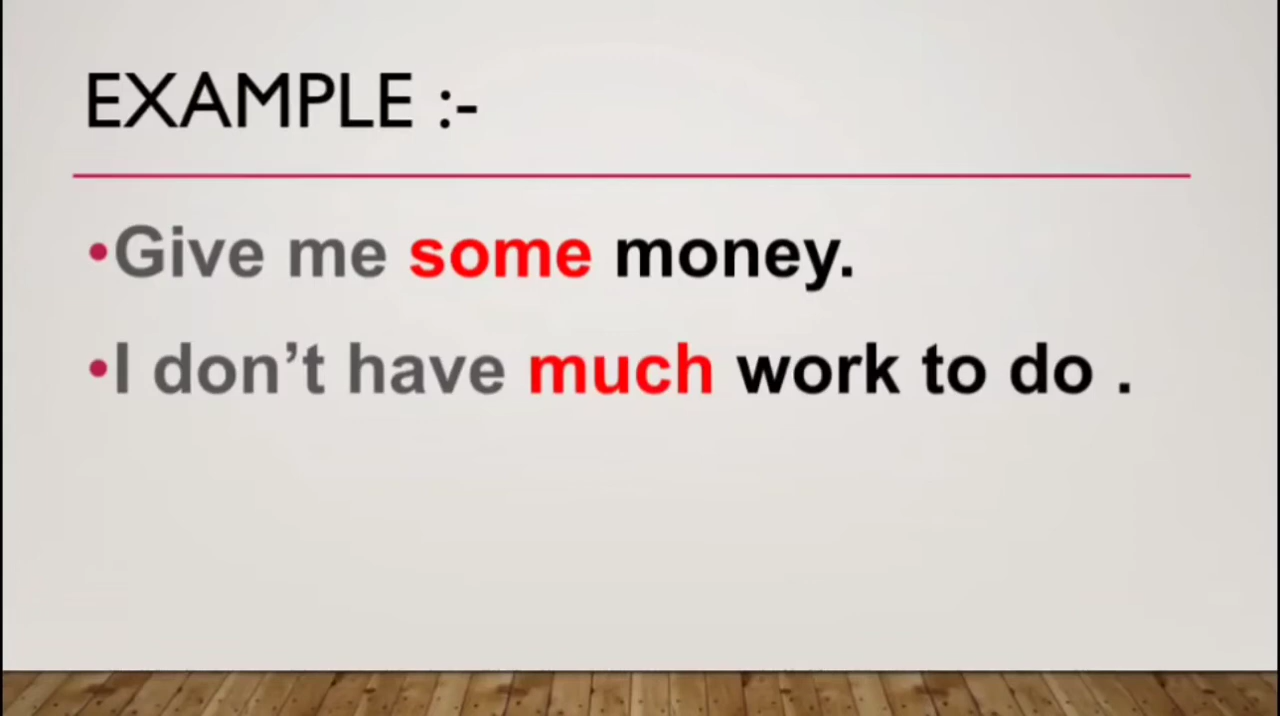 EXAMPLE :-
•Give me some money.
•I don’t have much work to do .